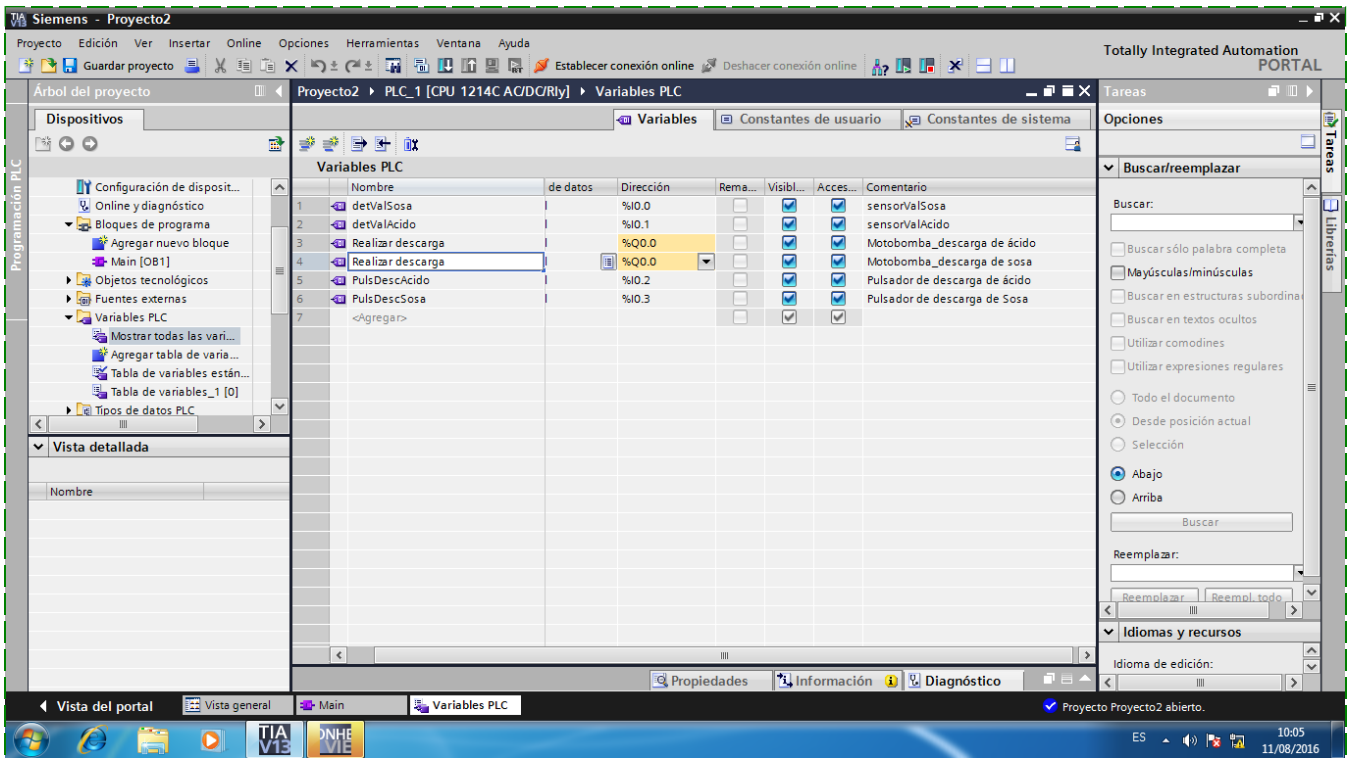 Siemens - Proyecto2
Proyecto Edición Ver Insertar Online Opciones Herramientas Ventana Ayuda
Totally Integrated Automation
PORTAL
Guardar proyecto
Establecer conexión online
Deshacer conexión online
Árbol del proyecto
Proyecto2 PLC_1 [CPU 1214C AC/DC/Rly] Variables PLC
Tareas
Dispositivos
Variables
Constantes de usuario
Constantes de sistema
Opciones
Programación PLC
Configuración de disposit...
Online y diagnóstico
Bloques de programa
Agregar nuevo bloque
Main [OB1]
Objetos tecnológicos
Fuentes externas
Variables PLC
Mostrar todas las vari...
Agregar tabla de varia...
Tabla de variables están...
Tabla de variables_1 [0]
Tipos de datos PLC
Vista detallada
Nombre
Variables PLC
Nombre de datos Dirección Rema... Visibl... Acces... Comentario
1 detValSosa %I0.0 sensorValSosa
2 detValAcido %I0.1 sensorValAcido
3 Realizar descarga %Q0.0 Motobomba_descarga de ácido
4 Realizar descarga %Q0.0 Motobomba_descarga de sosa
5 PulsDescAcido %I0.2 Pulsador de descarga de ácido
6 PulsDescSosa %I0.3 Pulsador de descarga de Sosa
7 <Agregar>
Buscar/reemplazar
Buscar:
Buscar sólo palabra completa
Mayúsculas/minúsculas
Buscar en estructuras subordina
Buscar en textos ocultos
Utilizar comodines
Utilizar expresiones regulares
Todo el documento
Desde posición actual
Selección
Abajo
Arriba
Buscar
Reemplazar:
Reemplazar Reempl. todo
Idiomas y recursos
Idioma de edición:
Tareas
Librerías
Propiedades Información Diagnóstico
Vista del portal Vista general Main Variables PLC
Proyecto Proyecto2 abierto.
TIA
V13
ES
10:05
11/08/2016